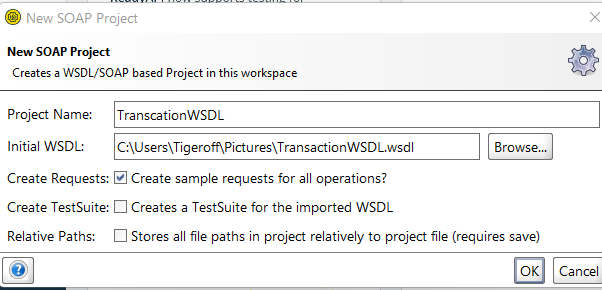 New SOAP Project
New SOAP Project
Creates a WSDL/SOAP based Project in this workspace
Project Name: TranscationWSDL
Initial WSDL: C:\Users\Tigeroff\Pictures\TransactionWSDL.wsdl Browse...
Create Requests: Create sample requests for all operations?
Create TestSuite: Creates a TestSuite for the imported WSDL
Relative Paths: Stores all file paths in project relatively to project file (requires save)
? OK Cancel